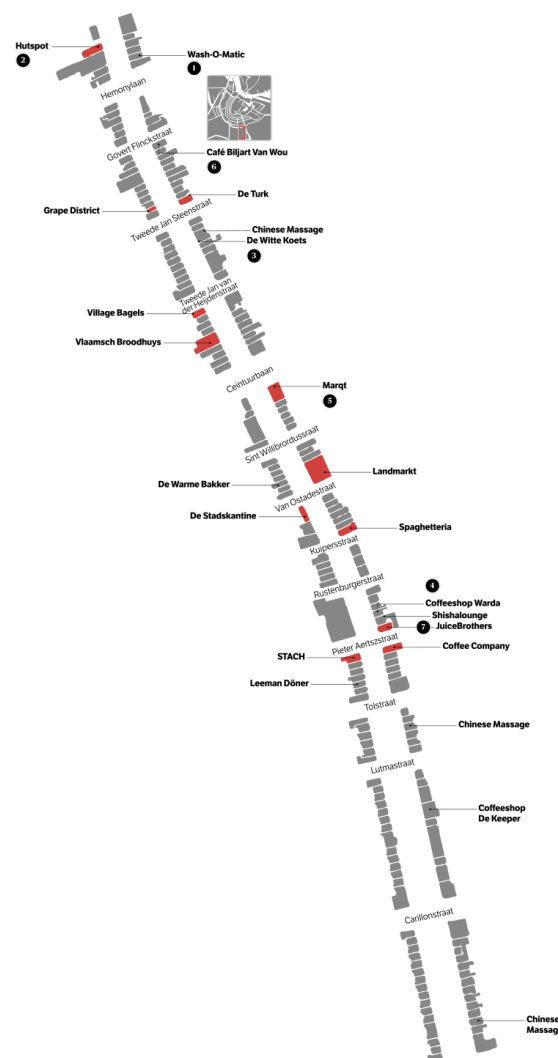 Hutspot
2
Wash-O-Matic
1
Hemonylaan
Govert Flinckstraat
Café Biljart Van Wou
6
De Turk
Grape District
Tweede Jan Steenstraat
Chinese Massage
De Witte Koets
3
Tweede Jan van
der Heijdenstraat
Village Bagels
Vlaamsch Broodhuys
Ceintuurbaan
Marqt
5
Sint Willibrordussraat
Landmarkt
De Warme Bakker
Van Ostadestraat
De Stadskantine
Spaghetteria
Kuipersstraat
Rustenburgerstraat
4
Coffeeshop Warda
Shishalounge
7
JuiceBrothers
Pieter Aertszstraat
Coffee Company
STACH
Leeman Döner
Tolstraat
Chinese Massage
Lutmastraat
Coffeeshop
De Keeper
Carillonstraat
Chinese
Massag